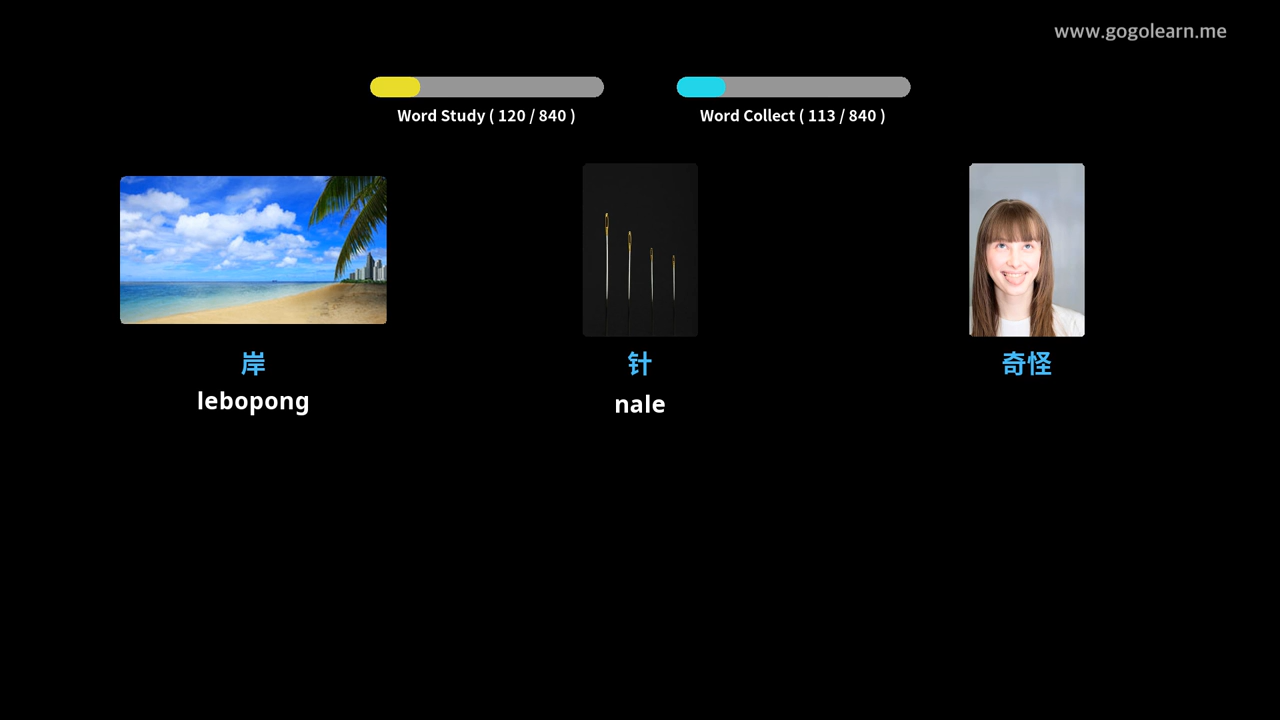 www.gogolearn.me
Word Study ( 120 / 840 )
Word Collect ( 113 / 840 )
岸
针
奇怪
lebopong
nale